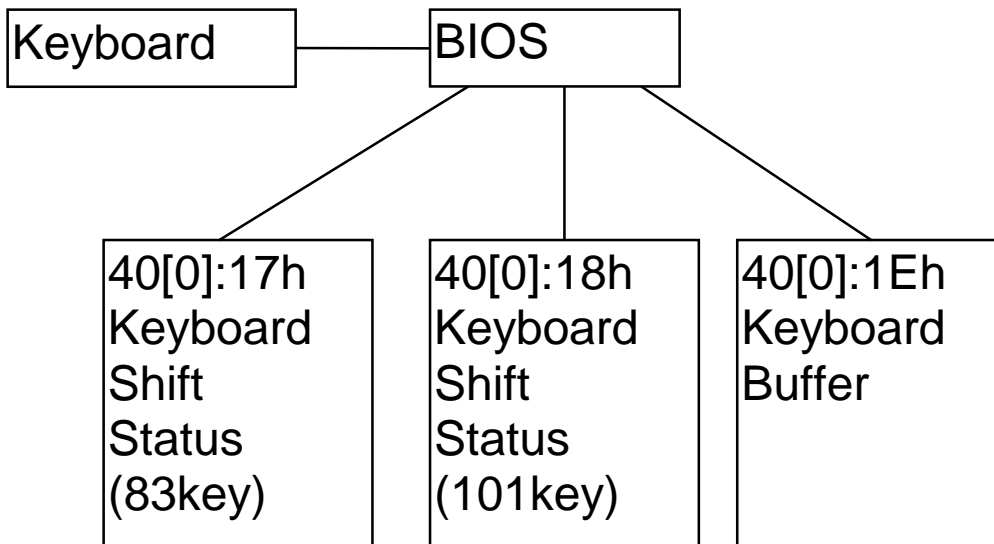 Keyboard
BIOS
40[0]:17h
Keyboard
Shift
Status
(83key)
40[0]:18h
Keyboard
Shift
Status
(101key)
40[0]:1Eh
Keyboard
Buffer